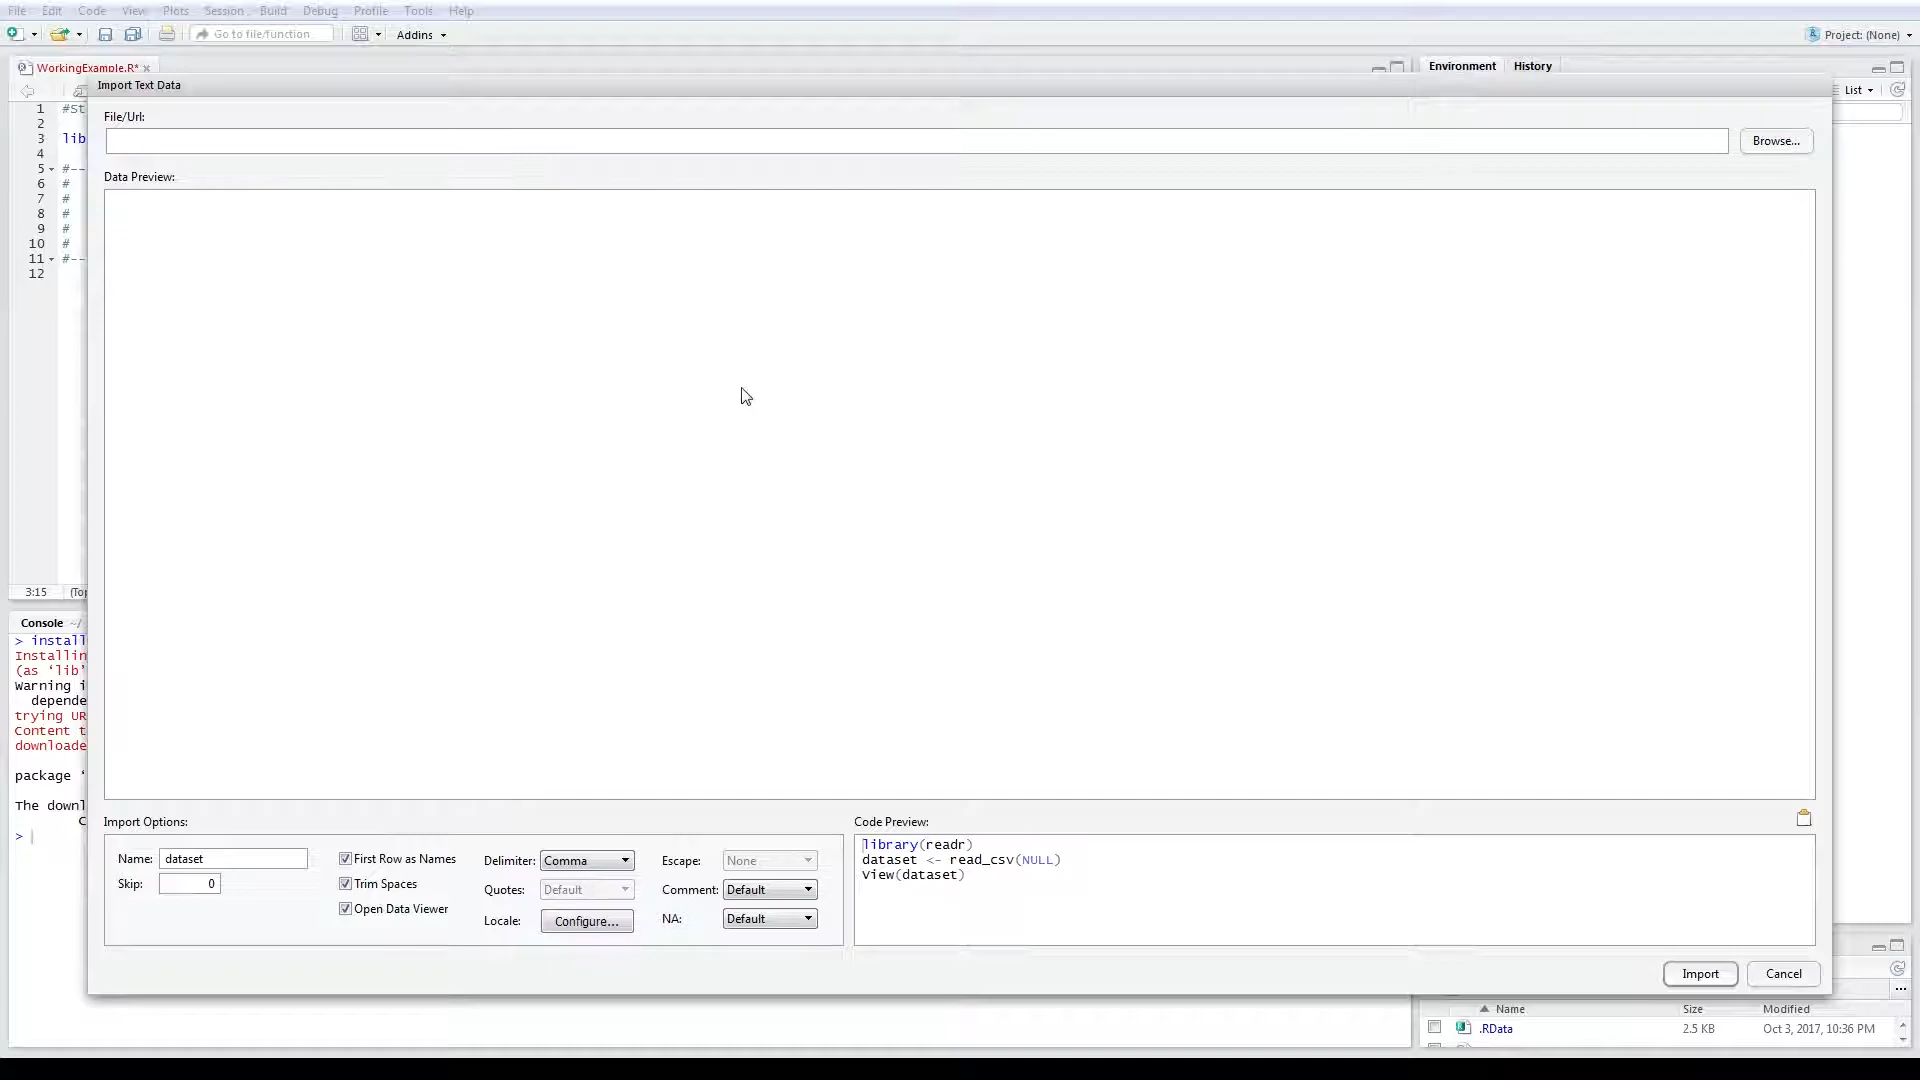 File Edit Code View Plots Session Build Debug Profile Tools Help
Go to file/function Addins Project: (None)
WorkingExample.R* Environment History
Import Text Data
List
File/Url:
Browse...
Data Preview:
1 #St
2
3 lib
4
5 #--
6 #
7 #
8 #
9 #
10 #
11 #--
12
3:15 (Top
Console ~/
> install
Installin
(as ‘lib’
Warning i
depende
trying UR
Content t
downloade
package ‘
The downl
C
>
Import Options:
Name: dataset
Skip: 0
First Row as Names
Trim Spaces
Open Data Viewer
Delimiter: Comma
Quotes: Default
Locale: Configure...
Escape: None
Comment: Default
NA: Default
Code Preview:
library(readr)
dataset <- read_csv(NULL)
View(dataset)
Import Cancel
...
Name Size Modified
.RData 2.5 KB Oct 3, 2017, 10:36 PM